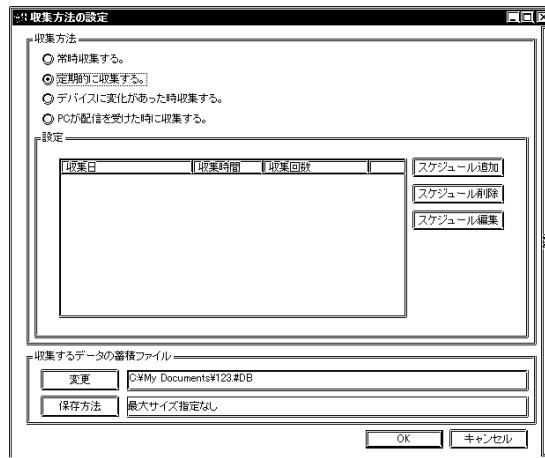 収集方法の設定
収集方法
常時収集する。
定期的に収集する。
デバイスに変化があった時収集する。
PCが配信を受けた時に収集する。
設定
収集日 収集時間 収集回数
スケジュール追加
スケジュール削除
スケジュール編集
収集するデータの蓄積ファイル
変更 C:¥My Documents¥123.#DB
保存方法 最大サイズ指定なし
OK キャンセル